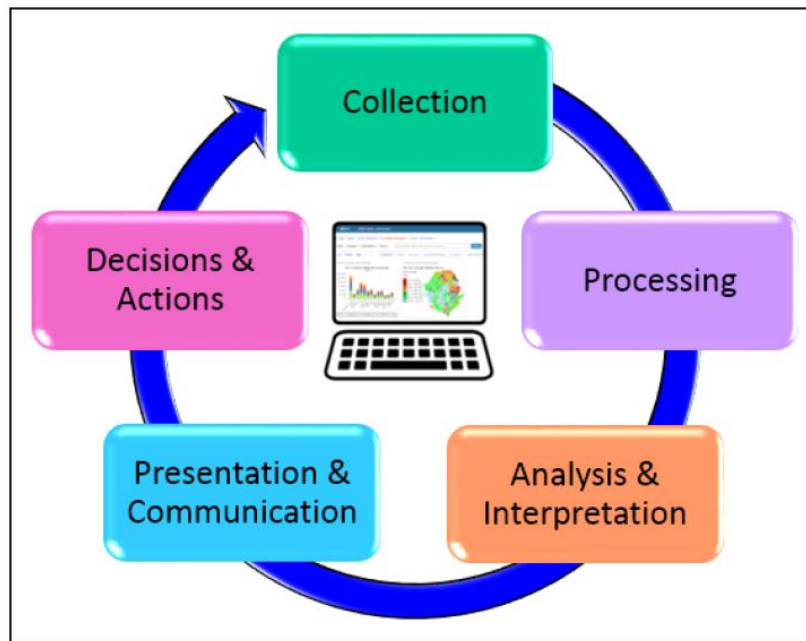 Collection
Processing
Analysis &
Interpretation
Presentation &
Communication
Decisions &
Actions